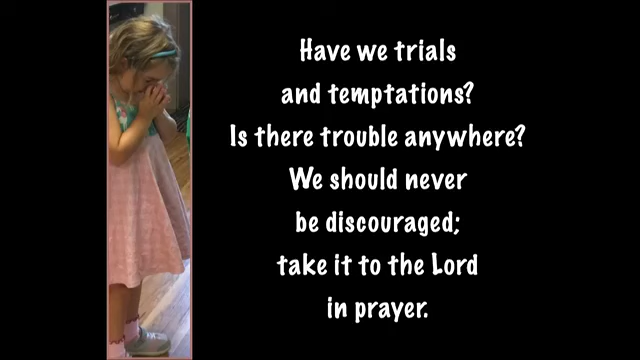 Have we trials
and temptations?
Is there trouble anywhere?
We should never
be discouraged;
take it to the Lord
in prayer.